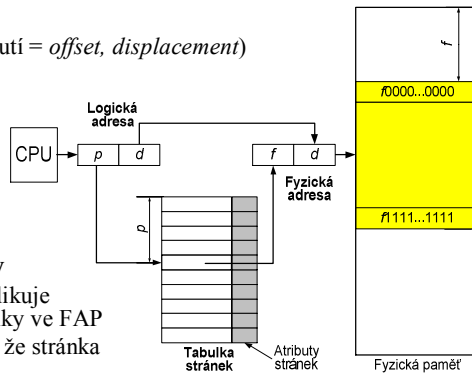 utí = offset, displacement)
f
f0000...0000
Logická
adresa
CPU
p d
f d
Fyzická
adresa
p
f1111...1111
likuje
ky ve FAP
že stránka
Tabulka
stránek
Atributy
stránek
Fyzická paměť